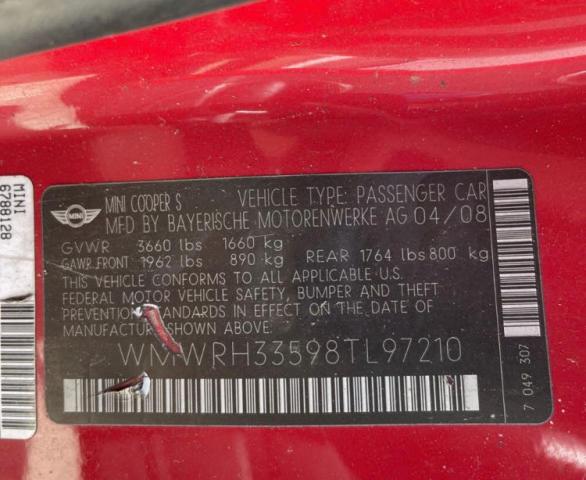 MINI
6788128
MINI
MINI COOPER S VEHICLE TYPE: PASSENGER CAR
MFD BY BAYERISCHE MOTORENWERKE AG 04/08
GVWR 3660 lbs 1660 kg
GAWR FRONT 1962 lbs 890 kg REAR 1764 lbs 800 kg
THIS VEHICLE CONFORMS TO ALL APPLICABLE U.S.
FEDERAL MOTOR VEHICLE SAFETY, BUMPER AND THEFT
PREVENTION STANDARDS IN EFFECT ON THE DATE OF
MANUFACTURE SHOWN ABOVE.
WMWRH33598TL97210
7 049 307